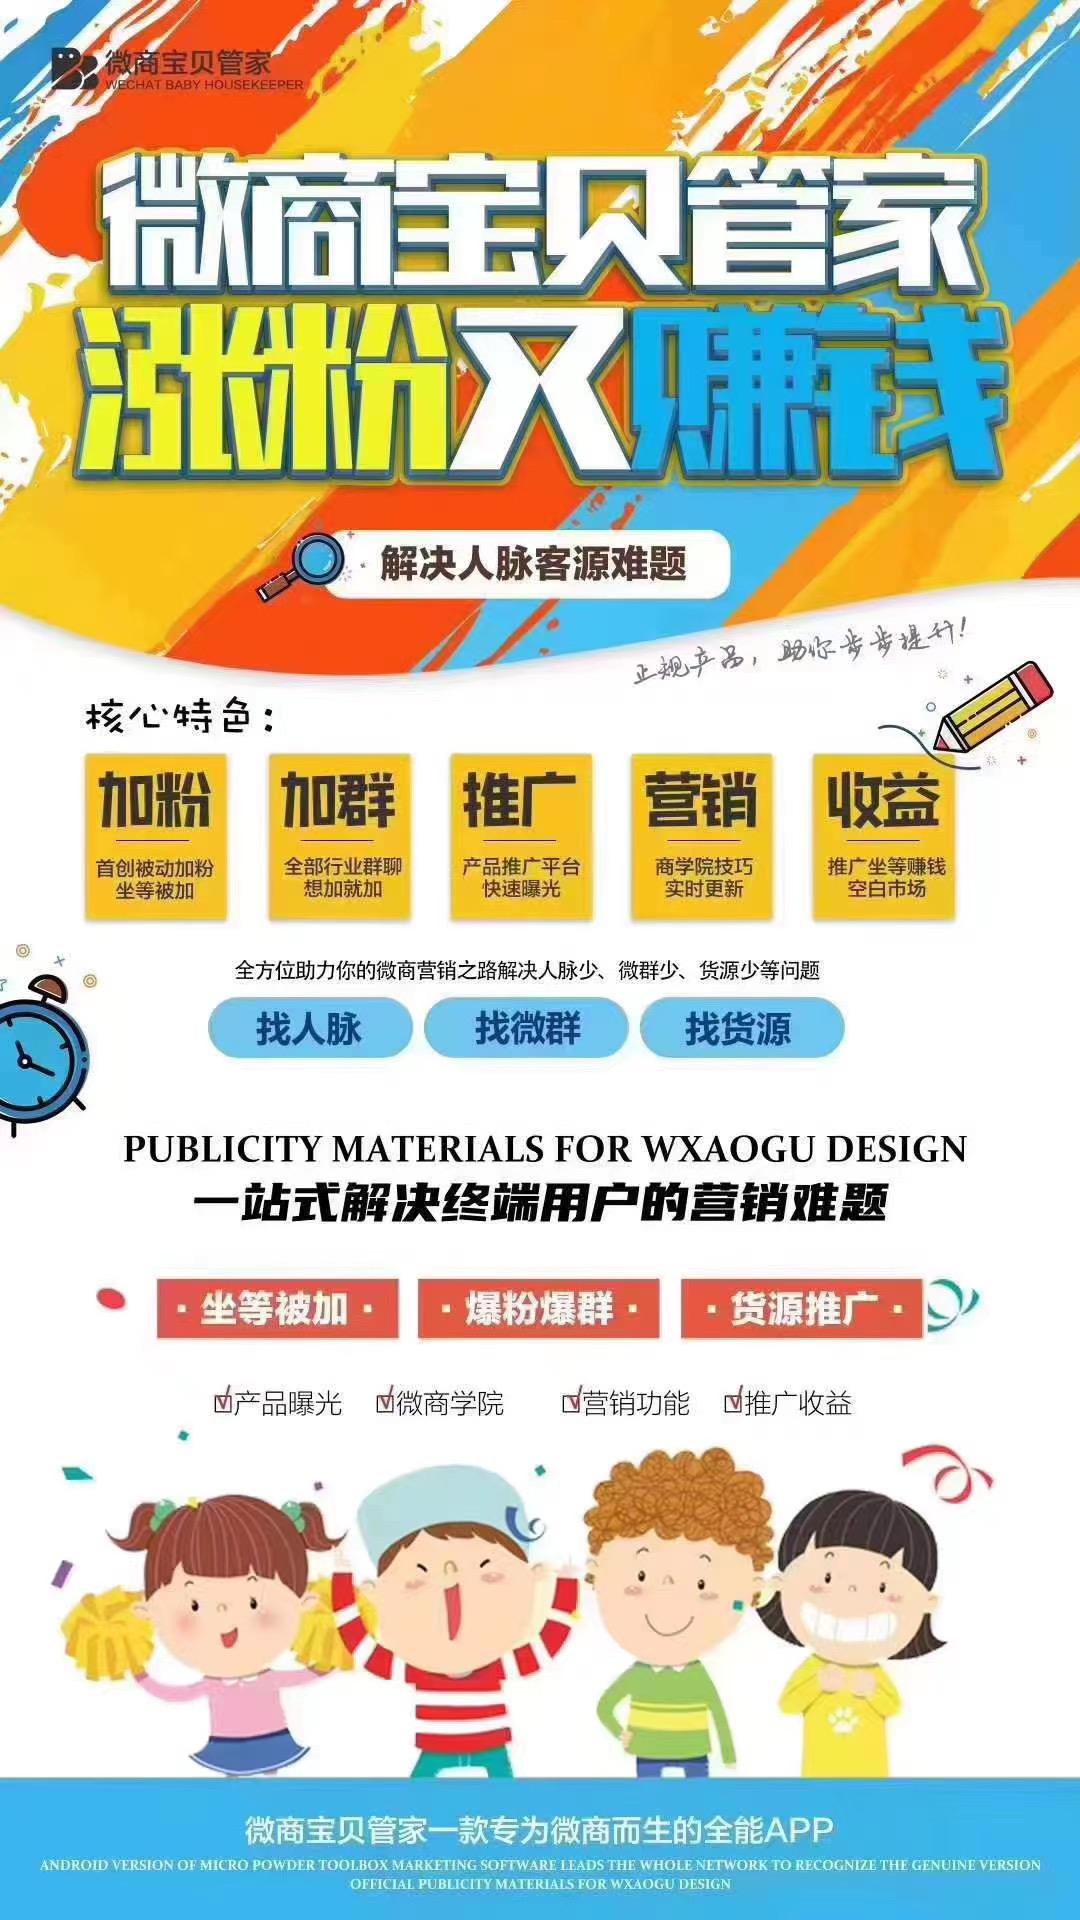 微商宝贝管家
WECHAT BABY HOUSEKEEPER
微商宝贝管家
涨粉又赚钱
解决人脉客源难题
正规产品，助你步步提升！
核心特色：
加粉
首创被动加粉
坐等被加
加群
全部行业群聊
想加就加
推广
产品推广平台
快速曝光
营销
商学院技巧
实时更新
收益
推广坐等赚钱
空白市场
全方位助力你的微商营销之路解决人脉少、微群少、货源少等问题
找人脉 找微群 找货源
PUBLICITY MATERIALS FOR WXAOGU DESIGN
一站式解决终端用户的营销难题
·坐等被加· ·爆粉爆群· ·货源推广·
产品曝光 微商学院 营销功能 推广收益
微商宝贝管家一款专为微商而生的全能APP
ANDROID VERSION OF MICRO POWDER TOOLBOX MARKETING SOFTWARE LEADS THE WHOLE NETWORK TO RECOGNIZE THE GENUINE VERSION
OFFICIAL PUBLICITY MATERIALS FOR WXAOGU DESIGN